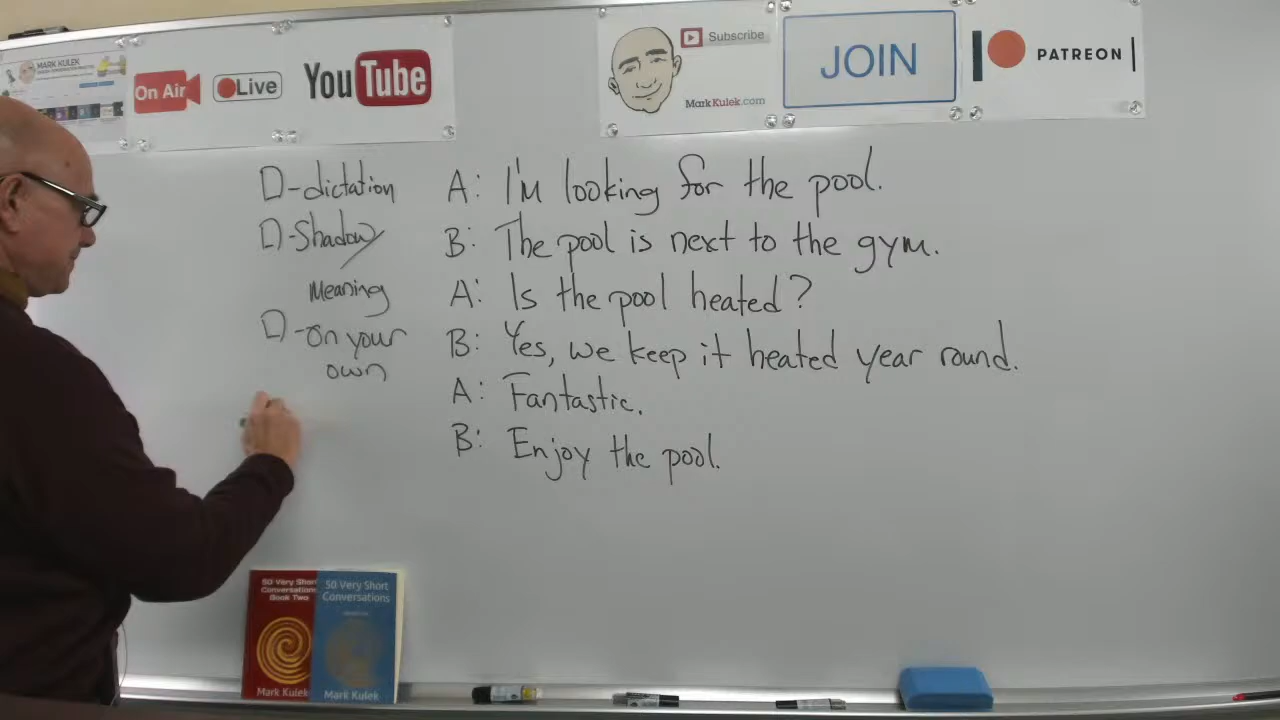 MARK KULEK
On Air
Live
YouTube
Subscribe
MarkKulek.com
JOIN
PATREON
D-dictation
D-Shadow/
Meaning
D-on your
own
A: I'm looking for the pool.
B: The pool is next to the gym.
A: Is the pool heated?
B: Yes, we keep it heated year round.
A: Fantastic.
B: Enjoy the pool.
50 Very Short
Conversations
Book Two
Mark Kulek
50 Very Short
Conversations
Mark Kulek